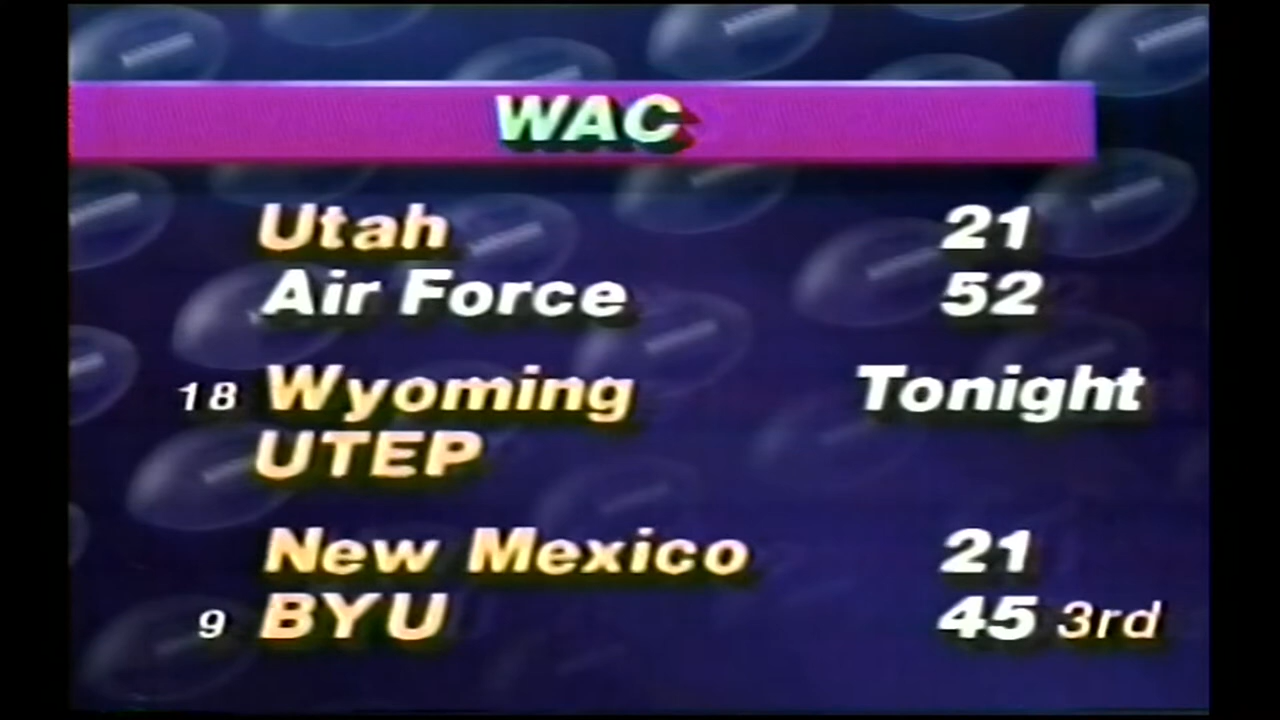 WAC
Utah 21
Air Force 52
18 Wyoming Tonight
UTEP
New Mexico 21
9 BYU 45 3rd